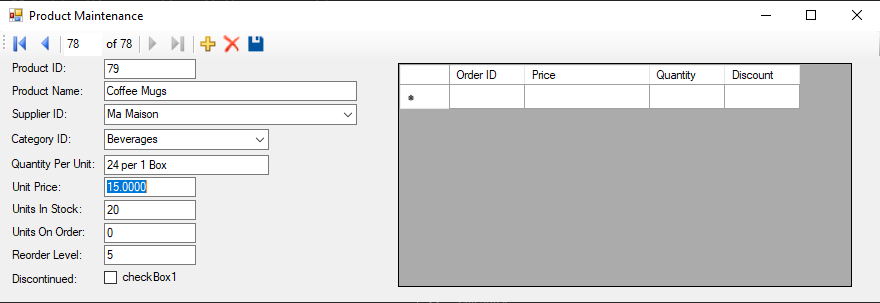 Product Maintenance
78 of 78
Product ID: 79
Product Name: Coffee Mugs
Supplier ID: Ma Maison
Category ID: Beverages
Quantity Per Unit: 24 per 1 Box
Unit Price: 15.0000
Units In Stock: 20
Units On Order: 0
Reorder Level: 5
Discontinued: checkBox1
Order ID Price Quantity Discount
*